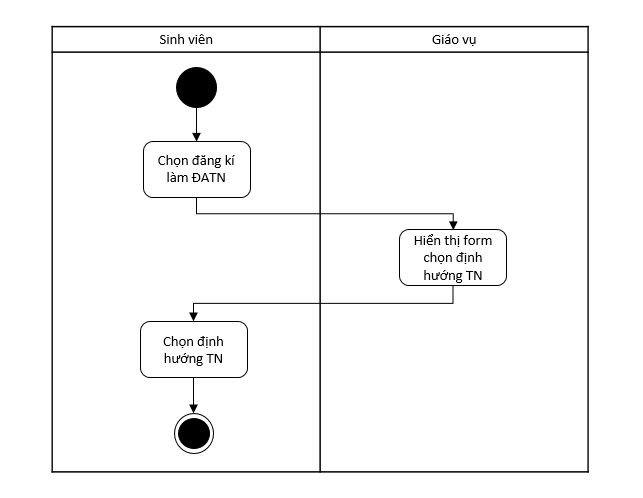 Sinh viên
Giáo vụ
Chọn đăng kí
làm ĐATN
Hiển thị form
chọn định
hướng TN
Chọn định
hướng TN